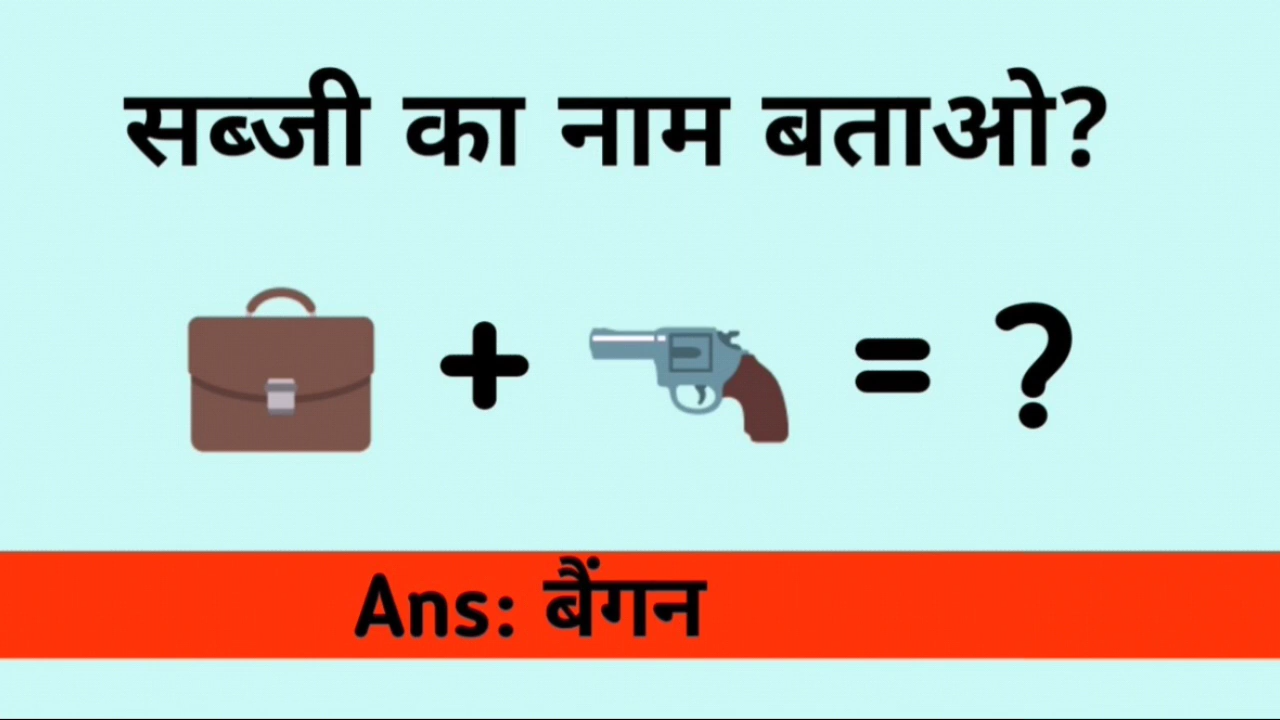 सब्जी का नाम बताओ?
+ = ?
Ans: बैंगन